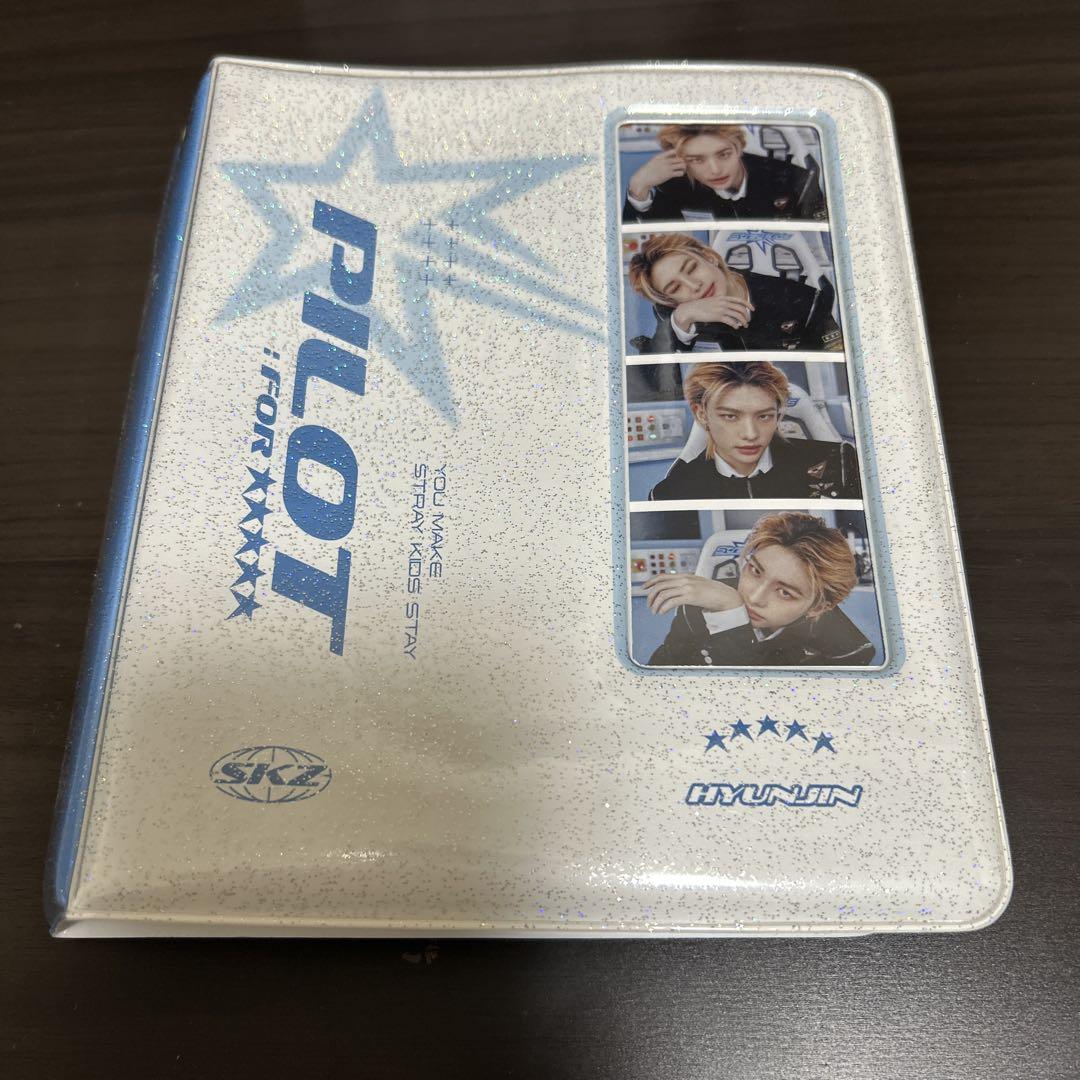 PILOT
: FOR ★★★★★
YOU MAKE
STRAY KIDS STAY
SKZ
HYUNJIN